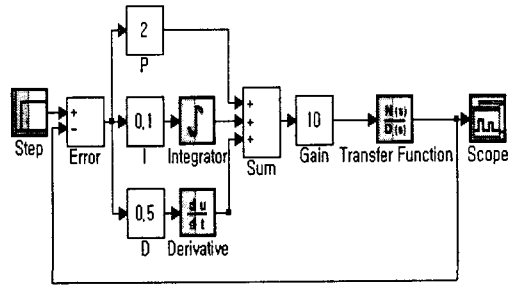 2
P
Step
+
-
Error
0,1
I
Integrator
+
+
+
Sum
10
Gain
N(s)
D(s)
Transfer Function
Scope
0,5
D
du
dt
Derivative